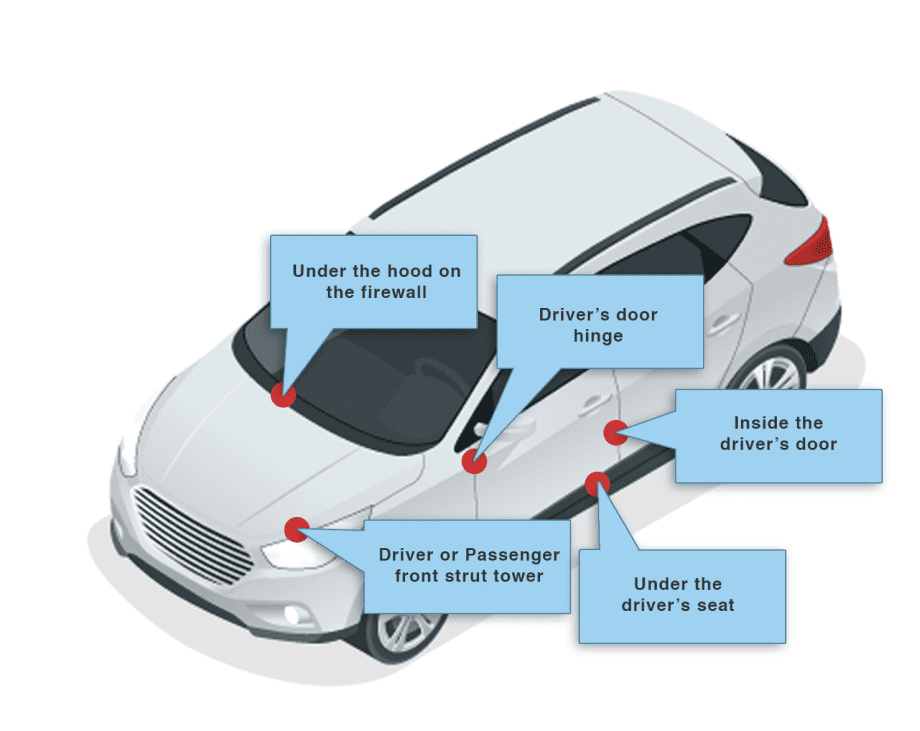 Under the hood on
the firewall
Driver’s door
hinge
Inside the
driver’s door
Driver or Passenger
front strut tower
Under the
driver’s seat